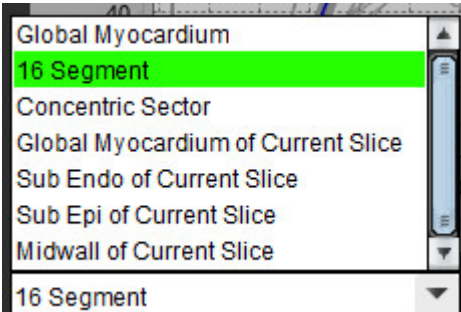 40
Global Myocardium
16 Segment
Concentric Sector
Global Myocardium of Current Slice
Sub Endo of Current Slice
Sub Epi of Current Slice
Midwall of Current Slice
16 Segment